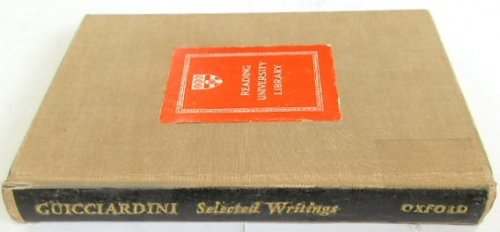 READING
UNIVERSITY
LIBRARY
GUICCIARDINI Selected Writings OXFORD